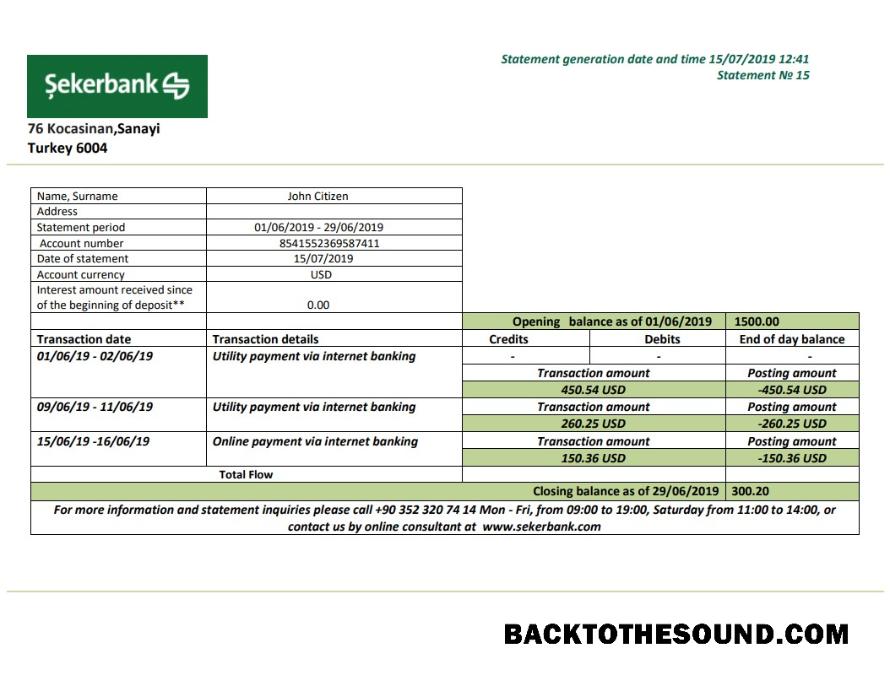 Şekerbank
Statement generation date and time 15/07/2019 12:41
Statement № 15
76 Kocasinan,Sanayi
Turkey 6004
Name, Surname John Citizen
Address
Statement period 01/06/2019 - 29/06/2019
Account number 8541552369587411
Date of statement 15/07/2019
Account currency USD
Interest amount received since
of the beginning of deposit** 0.00
Opening balance as of 01/06/2019 1500.00
Transaction date Transaction details Credits Debits End of day balance
01/06/19 - 02/06/19 Utility payment via internet banking - - -
Transaction amount Posting amount
450.54 USD -450.54 USD
09/06/19 - 11/06/19 Utility payment via internet banking Transaction amount Posting amount
260.25 USD -260.25 USD
15/06/19 -16/06/19 Online payment via internet banking Transaction amount Posting amount
150.36 USD -150.36 USD
Total Flow
Closing balance as of 29/06/2019 300.20
For more information and statement inquiries please call +90 352 320 74 14 Mon - Fri, from 09:00 to 19:00, Saturday from 11:00 to 14:00, or
contact us by online consultant at www.sekerbank.com
BACKTOTHESOUND.COM